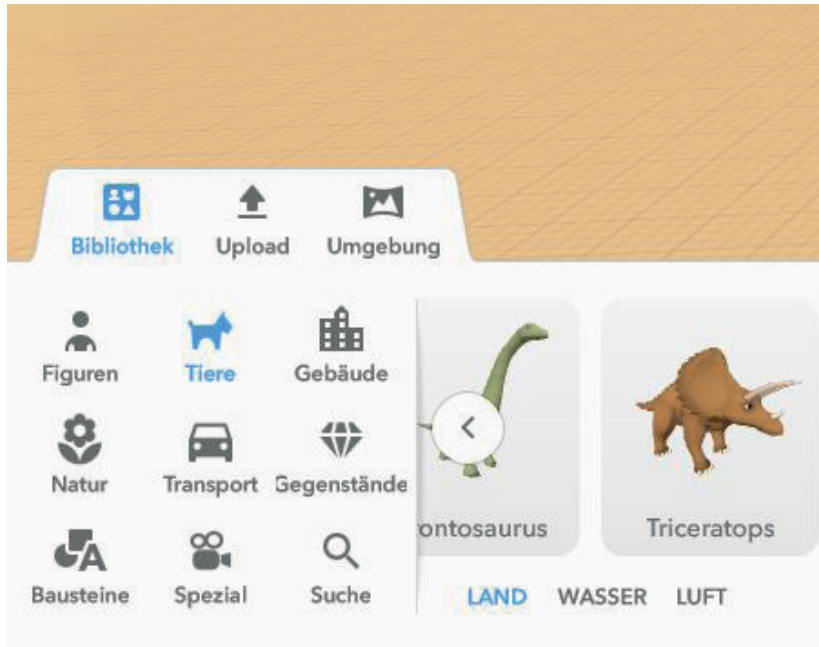 Bibliothek Upload Umgebung
Figuren Tiere Gebäude
Natur Transport Gegenstände
ontosaurus Triceratops
Bausteine Spezial Suche
LAND WASSER LUFT